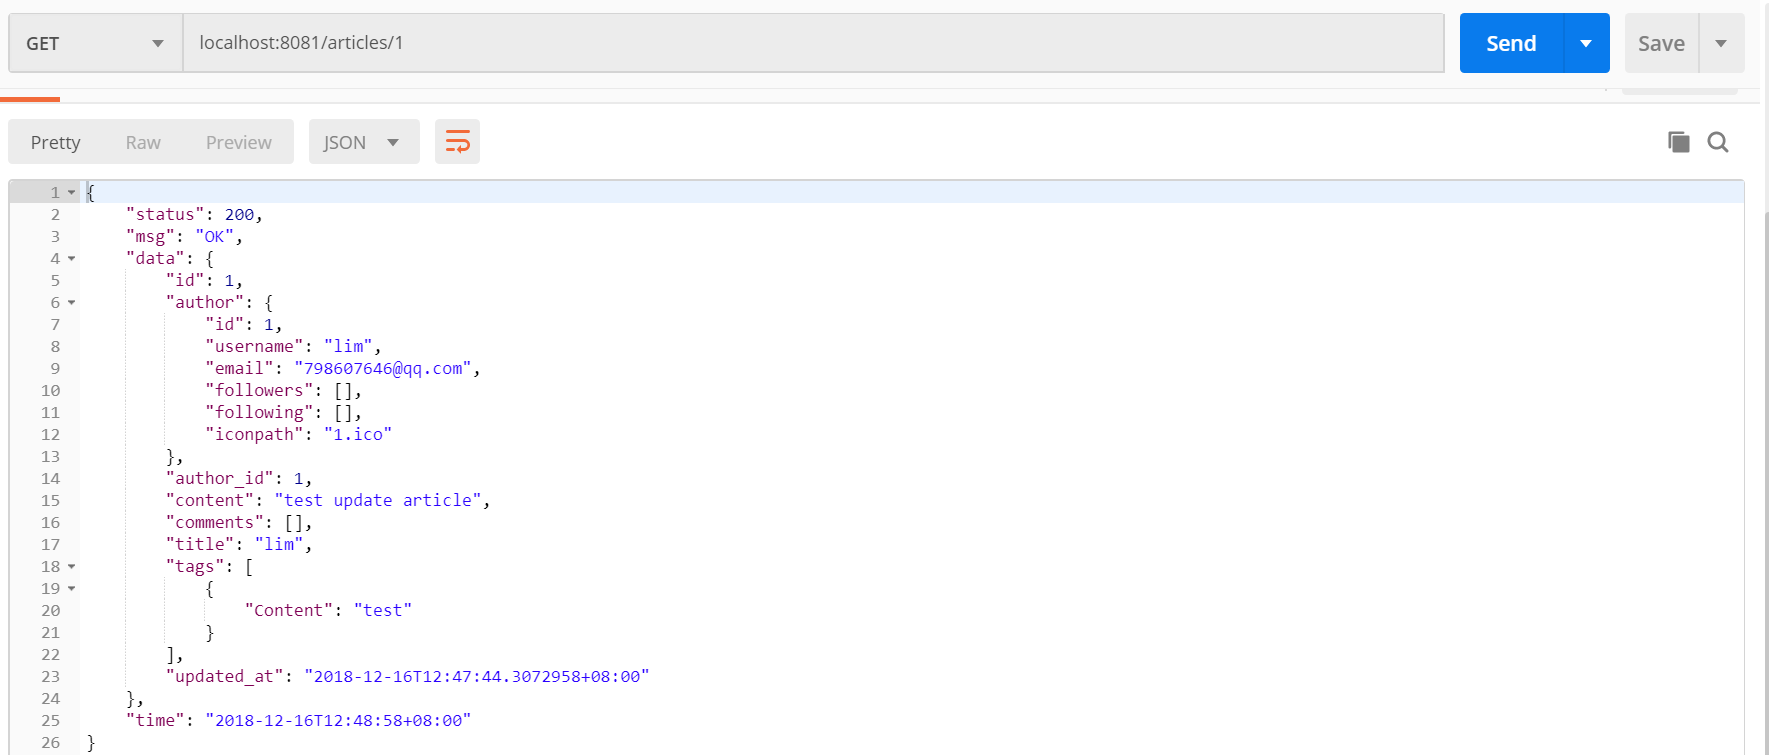 GET localhost:8081/articles/1 Send Save
Pretty Raw Preview JSON
1 {
2 "status": 200,
3 "msg": "OK",
4 "data": {
5 "id": 1,
6 "author": {
7 "id": 1,
8 "username": "lim",
9 "email": "798607646@qq.com",
10 "followers": [],
11 "following": [],
12 "iconpath": "1.ico"
13 },
14 "author_id": 1,
15 "content": "test update article",
16 "comments": [],
17 "title": "lim",
18 "tags": [
19 {
20 "Content": "test"
21 }
22 ],
23 "updated_at": "2018-12-16T12:47:44.3072958+08:00"
24 },
25 "time": "2018-12-16T12:48:58+08:00"
26 }